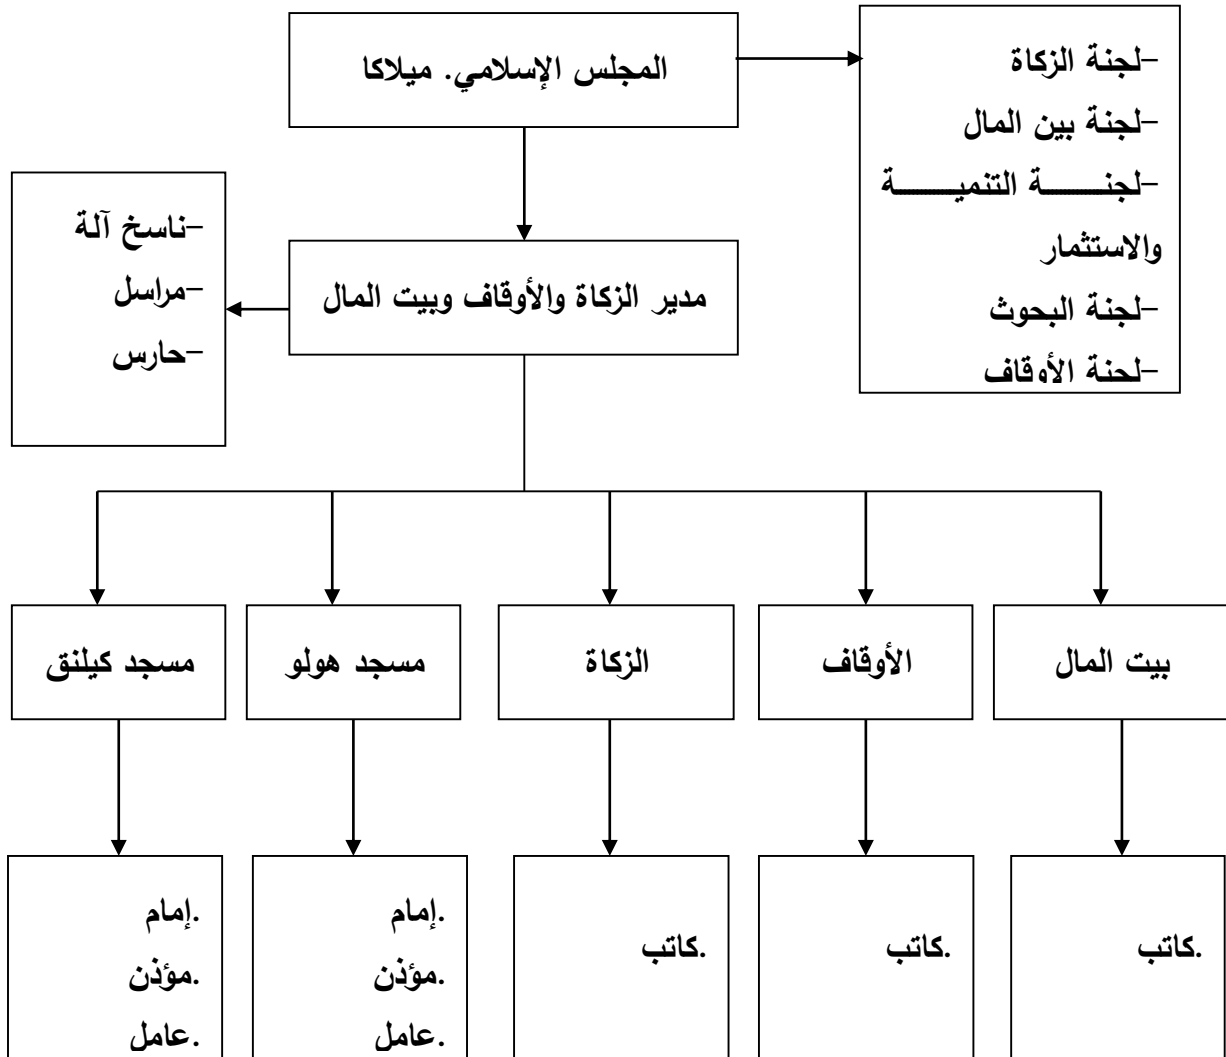 المجلس الإسلامي. ميلاكا
-لجنة الزكاة
-لجنة بين المال
-لجنة التنمية
والاستثمار
-لجنة البحوث
-لجنة الأوقاف
مدير الزكاة والأوقاف وبيت المال
-ناسخ آلة
-مراسل
-حارس
بيت المال
الأوقاف
الزكاة
مسجد هولو
مسجد كيلنق
.كاتب
.كاتب
.كاتب
.إمام
.مؤذن
.عامل
.إمام
.مؤذن
.عامل